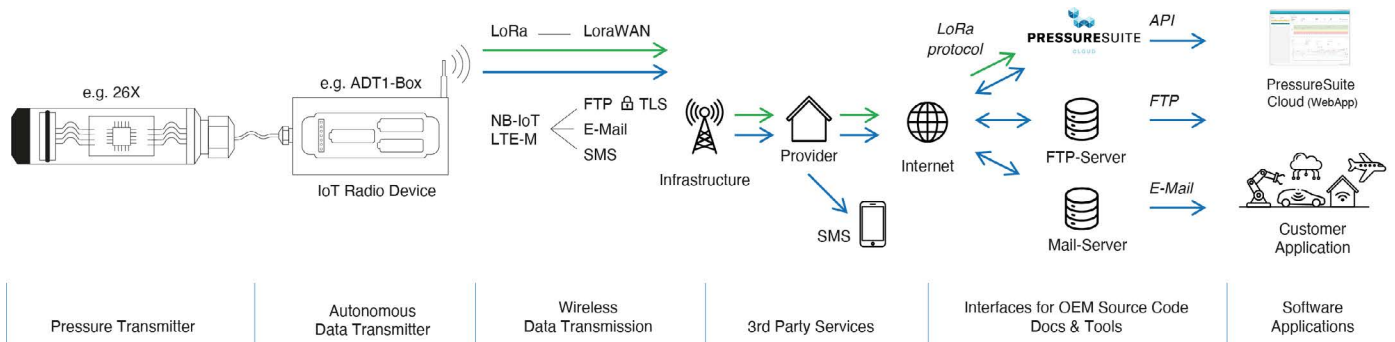 e.g. 26X
e.g. ADT1-Box
IoT Radio Device
LoRa LoraWAN
NB-IoT
LTE-M
FTP TLS
E-Mail
SMS
Infrastructure
Provider
SMS
Internet
LoRa
protocol
PRESSURESUITE
CLOUD
FTP-Server
Mail-Server
API
FTP
E-Mail
PressureSuite
Cloud (WebApp)
Customer
Application
Pressure Transmitter
Autonomous
Data Transmitter
Wireless
Data Transmission
3rd Party Services
Interfaces for OEM Source Code
Docs & Tools
Software
Applications